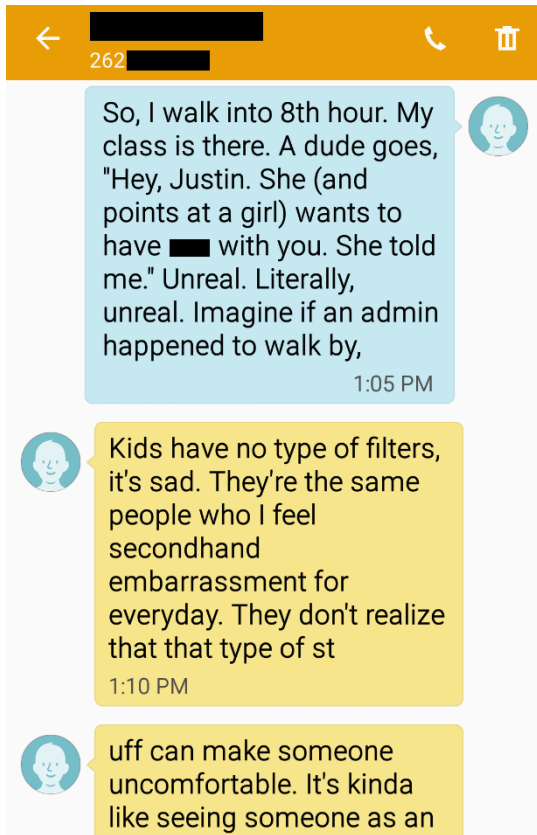 262
So, I walk into 8th hour. My
class is there. A dude goes,
"Hey, Justin. She (and
points at a girl) wants to
have with you. She told
me." Unreal. Literally,
unreal. Imagine if an admin
happened to walk by,
1:05 PM
Kids have no type of filters,
it's sad. They're the same
people who I feel
secondhand
embarrassment for
everyday. They don't realize
that that type of st
1:10 PM
uff can make someone
uncomfortable. It's kinda
like seeing someone as an